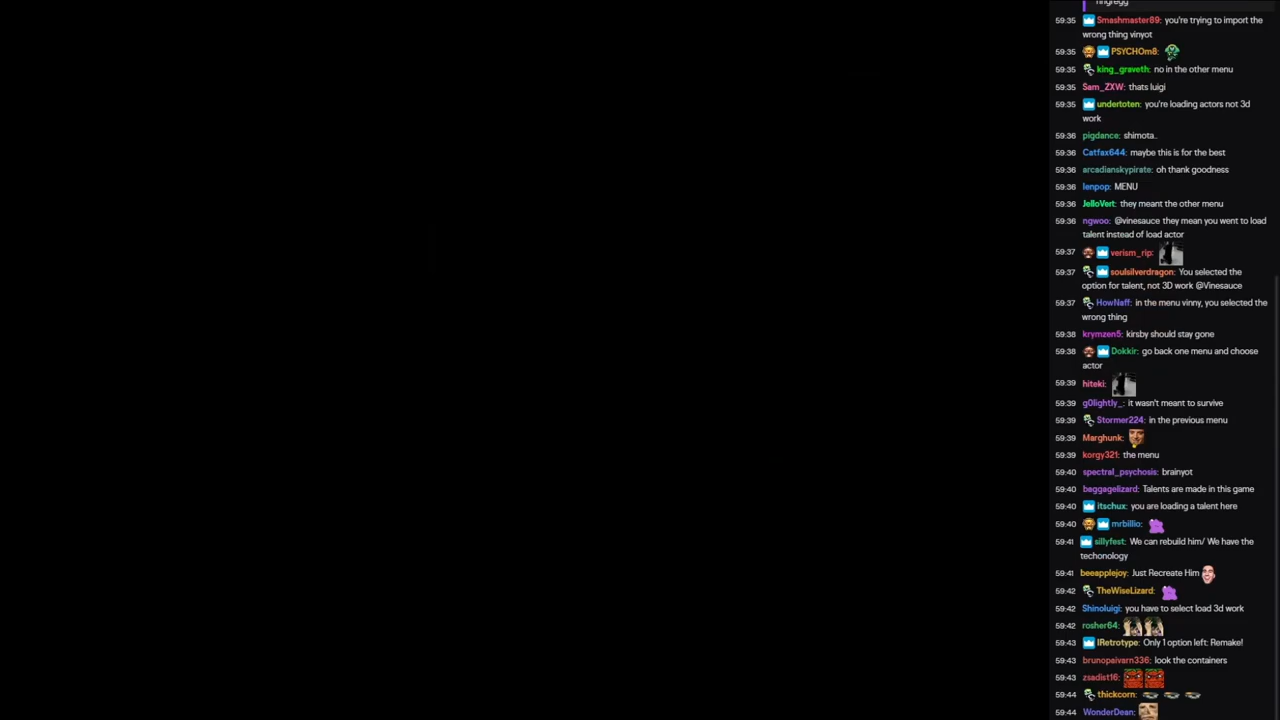 ringregg
59:35 Smashmaster69: you're trying to import the
wrong thing vinyot
59:35 PSYCHOm8:
59:35 king_graveth: no in the other menu
59:35 Sam_ZXW: thats luigi
59:35 undertoten: you're loading actors not 3d
work
59:36 pigdance: shimota..
59:36 Catfax644: maybe this is for the best
59:36 arcadianskypirate: oh thank goodness
59:36 lenpop: MENU
59:36 JelloVert: they meant the other menu
59:36 ngwoo: @vinesauce they mean you went to load
talent instead of load actor
59:37 verism_rip:
59:37 soulsilverdragon: You selected the
option for talent, not 3D work @Vinesauce
59:37 HowNaff: in the menu vinny, you selected the
wrong thing
59:38 krymzen5: kirsby should stay gone
59:38 Dokkir: go back one menu and choose
actor
59:39 hiteki:
59:39 g0lightly_: it wasn't meant to survive
59:39 Stormer224: in the previous menu
59:39 Marghunk:
59:39 korgy321: the menu
59:40 spectral_psychosis: brainyot
59:40 baggagelizard: Talents are made in this game
59:40 itschux: you are loading a talent here
59:40 mrbillio:
59:41 sillyfest: We can rebuild him/ We have the
techonology
59:41 beeapplejoy: Just Recreate Him
59:42 TheWiseLizard:
59:42 Shinoluigi: you have to select load 3d work
59:42 rosher64:
59:43 IRetrotype: Only 1 option left: Remake!
59:43 brunopaivarn336: look the containers
59:43 zsadist16:
59:44 thickcorn:
59:44 WonderDean: